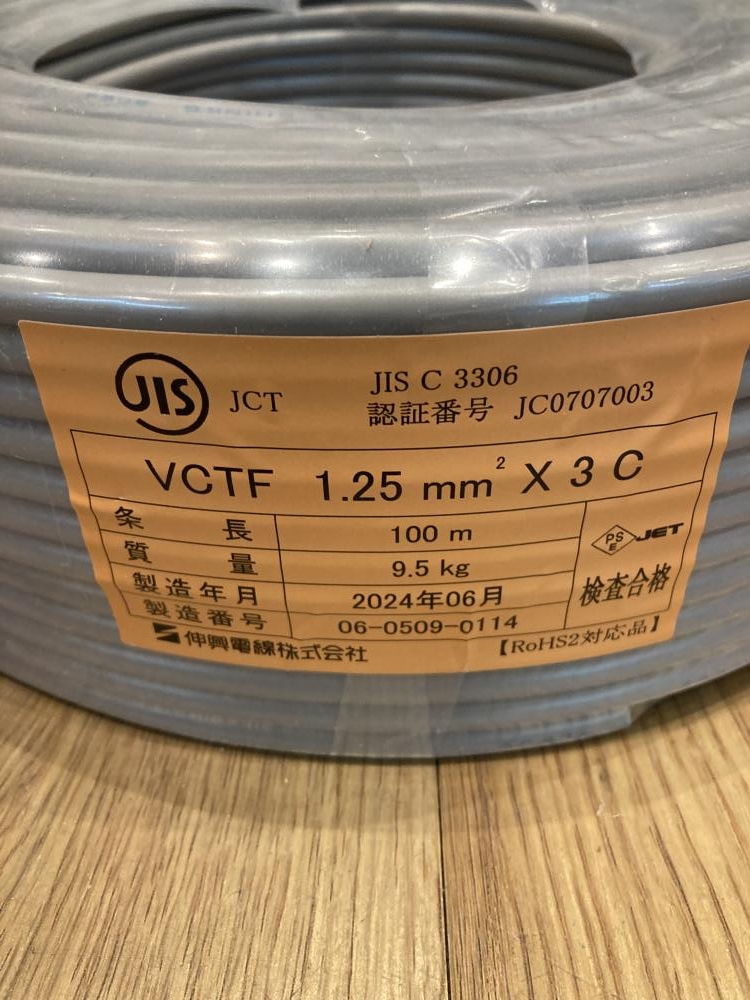 JIS JCT
JIS C 3306
認証番号 JC0707003
VCTF 1.25 mm² X 3 C
条 長 100 m
質 量 9.5 kg
製造年月 2024年06月
製造番号 06-0509-0114
PSE JET
検査合格
伸興電線株式会社
【RoHS2対応品】